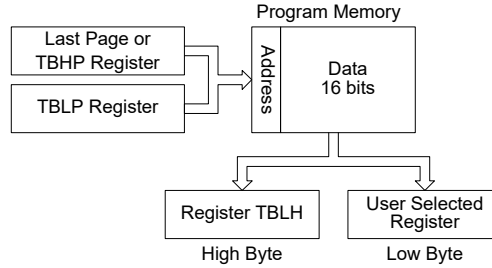 Program Memory
Last Page or
TBHP Register
TBLP Register
Address
Data
16 bits
Register TBLH
User Selected
Register
High Byte
Low Byte